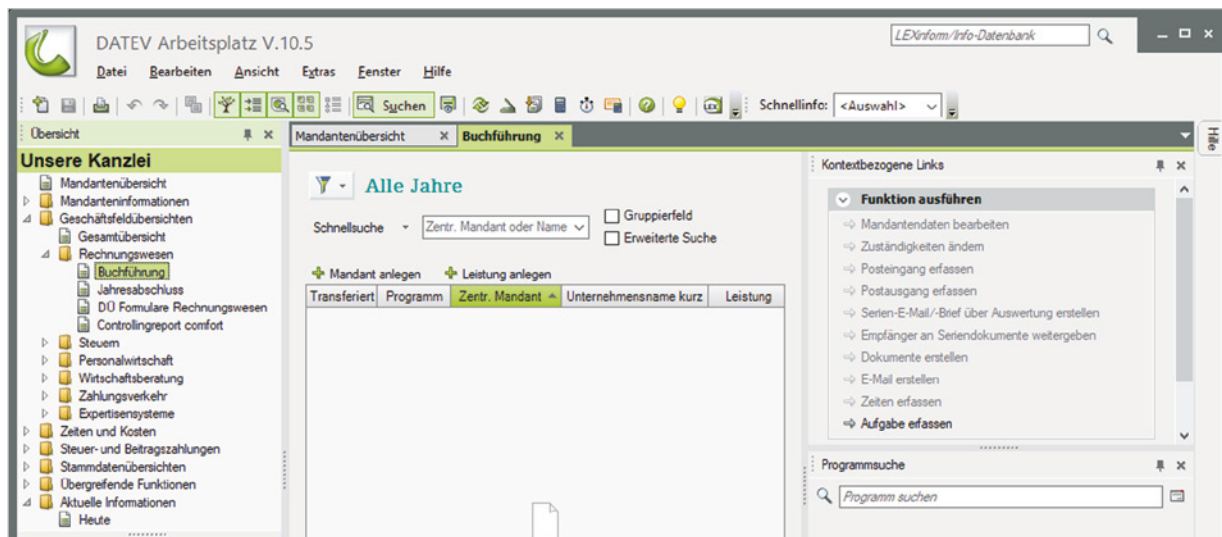 DATEV Arbeitsplatz V.10.5
LEXinform/Info-Datenbank
Datei Bearbeiten Ansicht Extras Fenster Hilfe
Suchen
Schnellinfo: <Auswahl>
Übersicht
Unsere Kanzlei
Mandantenübersicht
Mandanteninformationen
Geschäftsfeldübersichten
Gesamtübersicht
Rechnungswesen
Buchführung
Jahresabschluss
DÜ Formulare Rechnungswesen
Controllingreport comfort
Steuern
Personalwirtschaft
Wirtschaftsberatung
Zahlungsverkehr
Expertisensysteme
Zeiten und Kosten
Steuer- und Beitragszahlungen
Stammdatenübersichten
Übergreifende Funktionen
Aktuelle Informationen
Heute
Mandantenübersicht Buchführung
Alle Jahre
Schnellsuche Zentr. Mandant oder Name
Gruppierfeld
Erweiterte Suche
Mandant anlegen Leistung anlegen
Transferiert Programm Zentr. Mandant Unternehmensname kurz Leistung
Kontextbezogene Links
Funktion ausführen
Mandantendaten bearbeiten
Zuständigkeiten ändern
Posteingang erfassen
Postausgang erfassen
Serien-E-Mail/-Brief über Auswertung erstellen
Empfänger an Seriendokumente weitergeben
Dokumente erstellen
E-Mail erstellen
Zeiten erfassen
Aufgabe erfassen
Programmsuche
Programm suchen
Hilfe